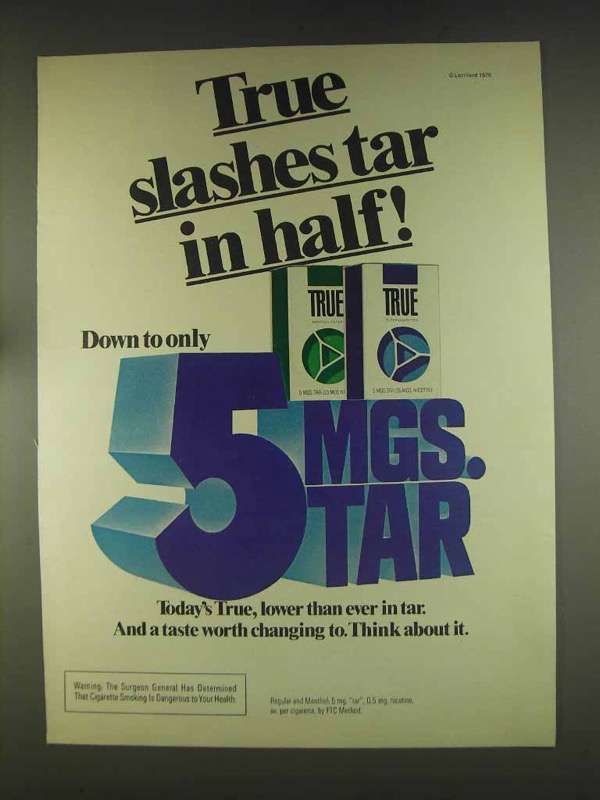 © Lorillard 1976
True
slashes tar
in half!
TRUE
TRUE
Down to only
5 MGS.
TAR
Today's True, lower than ever in tar.
And a taste worth changing to. Think about it.
Warning: The Surgeon General Has Determined
That Cigarette Smoking Is Dangerous to Your Health.
Regular and Menthol: 5 mg. "tar", 0.5 mg. nicotine,
av. per cigarette, by FTC Method.